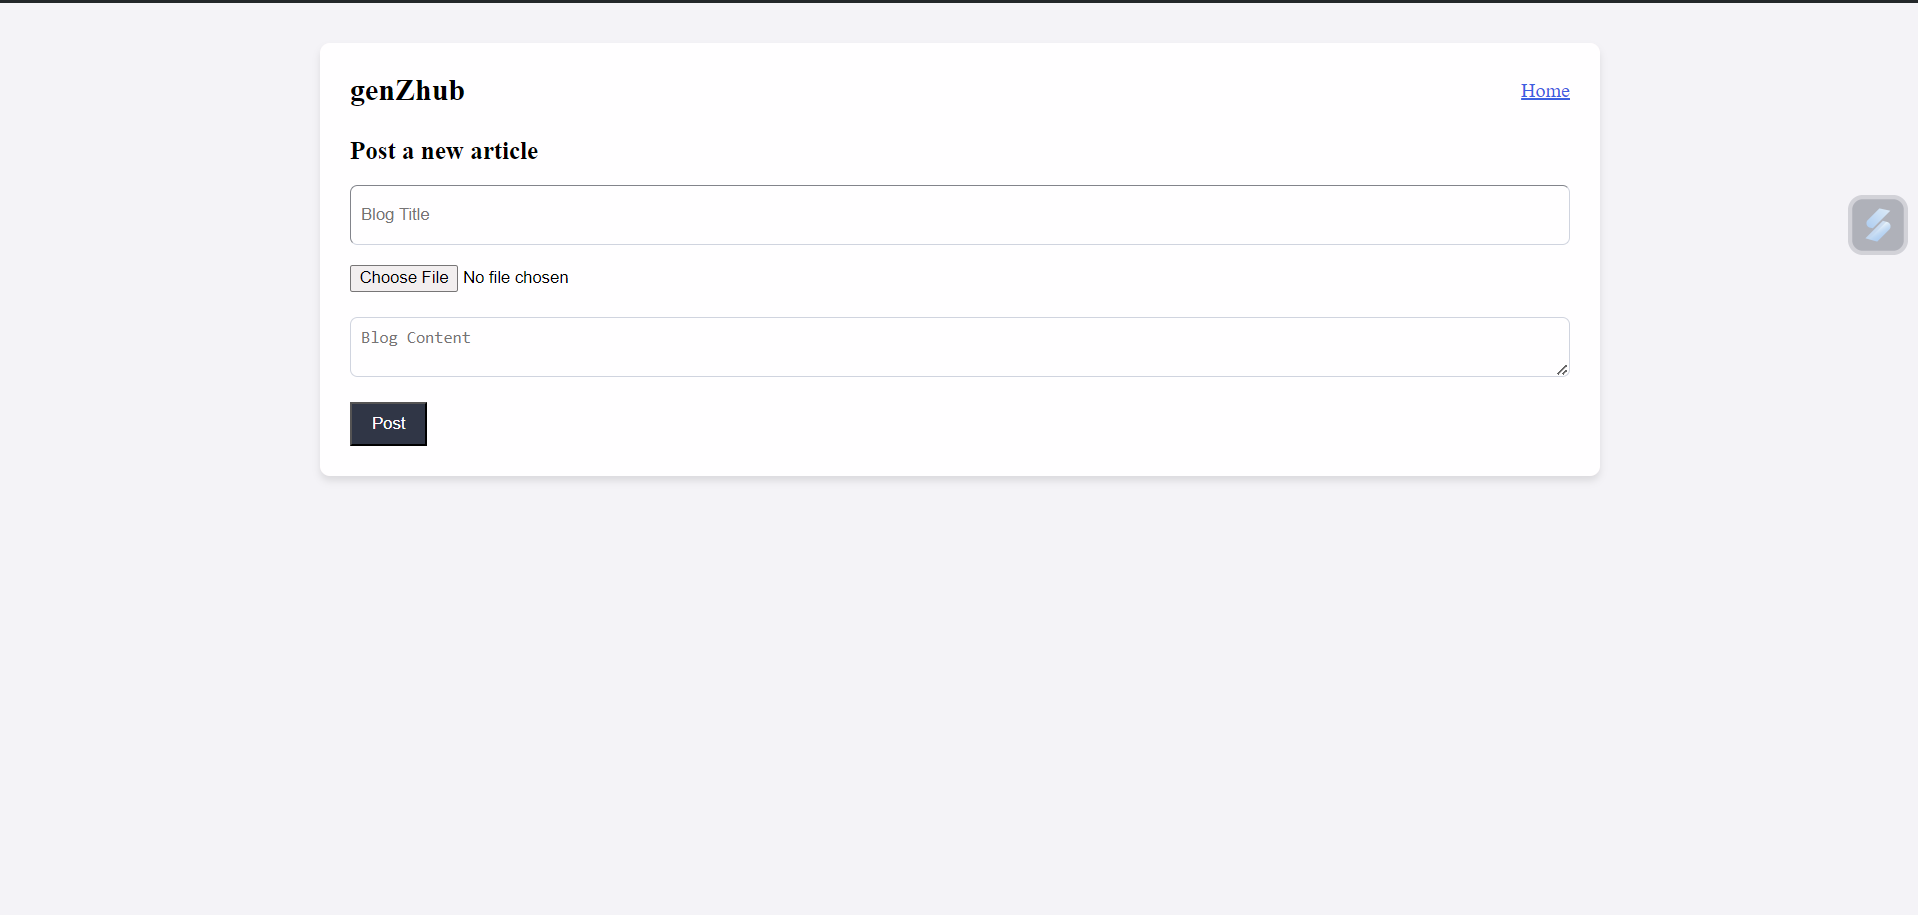 genZhub
Home
Post a new article
Blog Title
Choose File No file chosen
Blog Content
Post